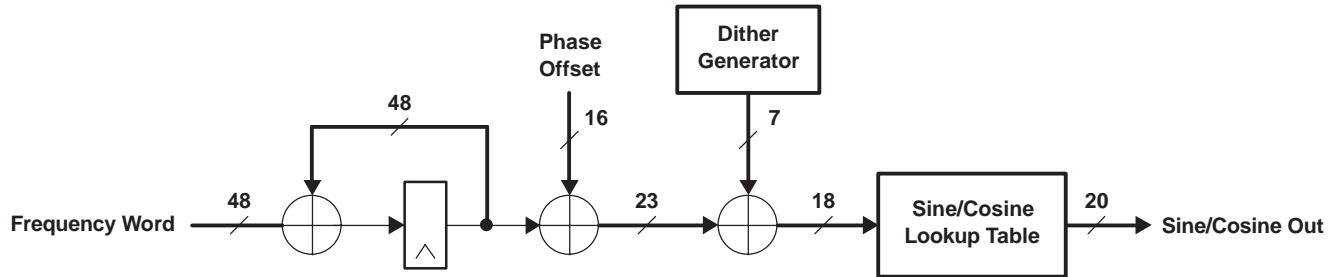 Dither
Generator
Phase
Offset
48
16
7
Frequency Word
48
23
18
Sine/Cosine
Lookup Table
20
Sine/Cosine Out